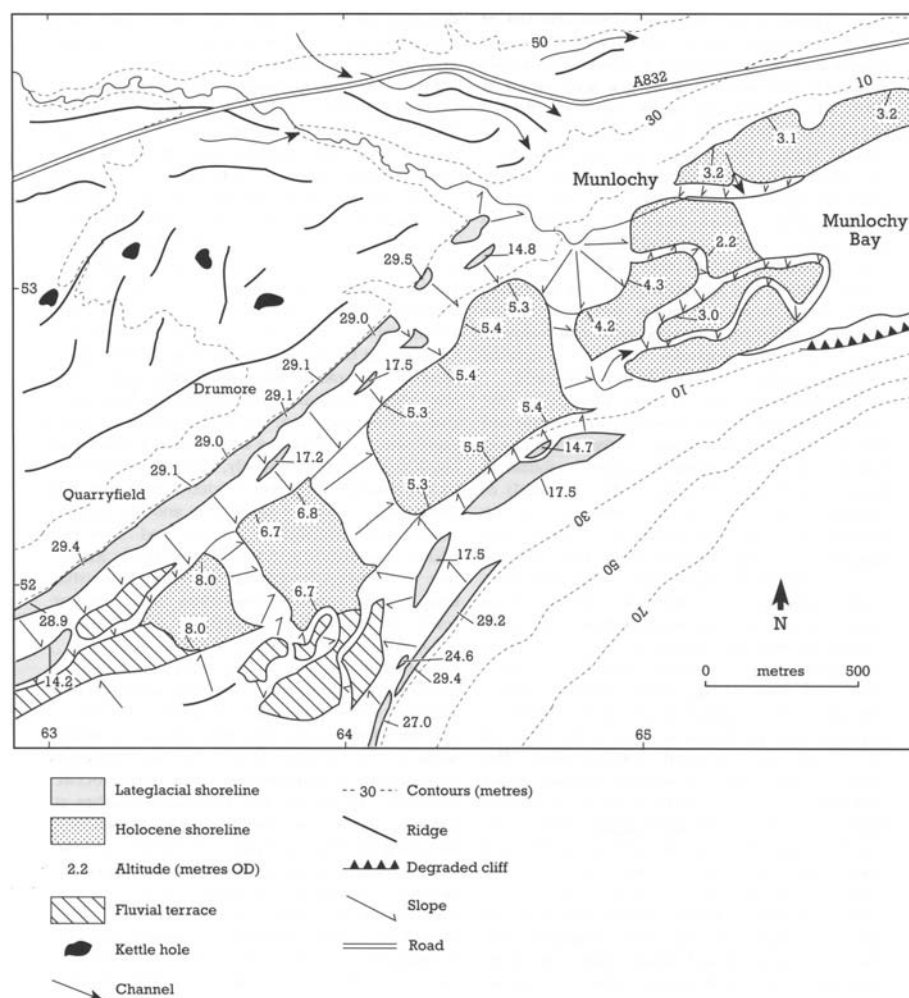 50
A832
10
30
3.2
3.1
3.2
Munlochy
Munlochy
Bay
2.2
14.8
29.5
53
5.3
4.3
3.0
5.4
4.2
29.0
29.1
5.4
17.5
Drumore
29.1
5.3
10
29.0
5.4
5.5
14.7
29.1
17.2
17.5
Quarryfield
5.3
30
6.8
6.7
29.4
50
17.5
52
8.0
70
28.9
6.7
29.2
N
8.0
24.6
0 metres 500
29.4
14.2
27.0
63 64 65
Lateglacial shoreline
Holocene shoreline
2.2 Altitude (metres OD)
Fluvial terrace
Kettle hole
Channel
30 Contours (metres)
Ridge
Degraded cliff
Slope
Road